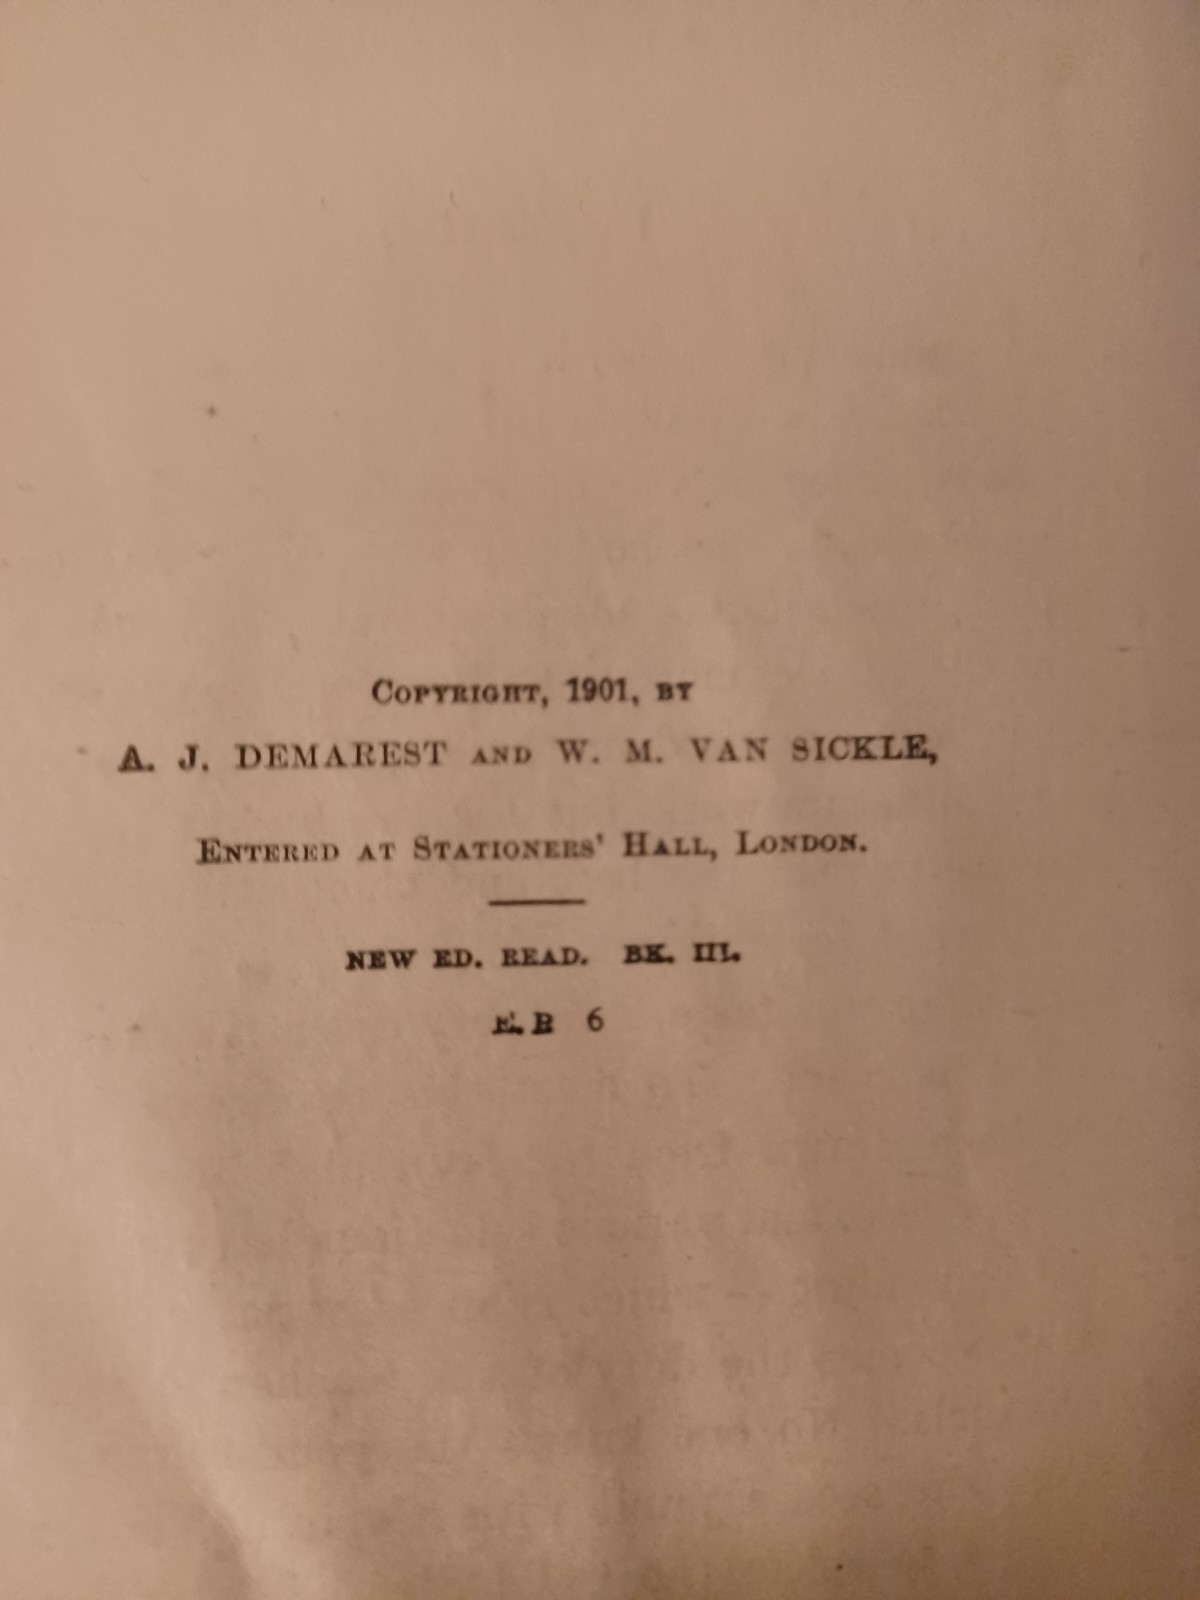 COPYRIGHT, 1901, BY
A. J. DEMAREST AND W. M. VAN SICKLE,
ENTERED AT STATIONERS' HALL, LONDON.
NEW ED. READ. BK. III.
E. P 6